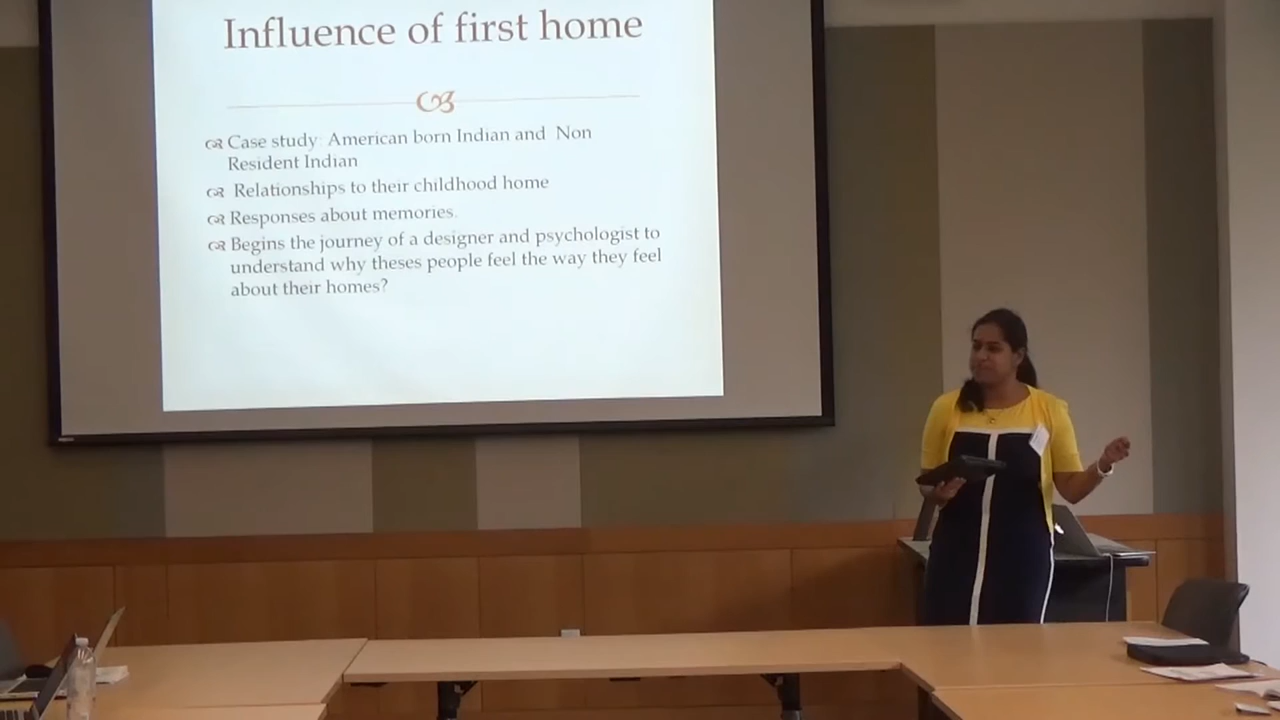 Influence of first home
Case study: American born Indian and Non
Resident Indian
Relationships to their childhood home
Responses about memories.
Begins the journey of a designer and psychologist to
understand why theses people feel the way they feel
about their homes?